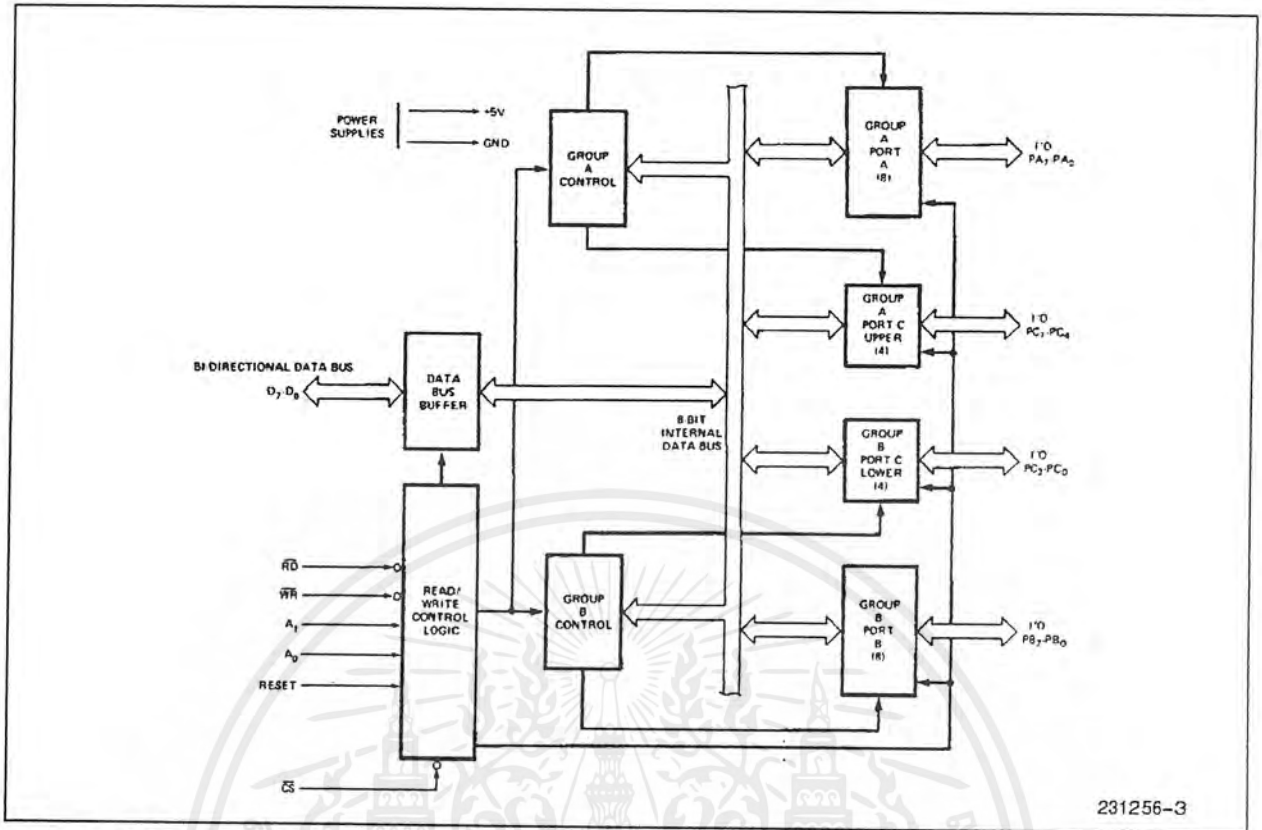 POWER
SUPPLIES
+5V
GND
GROUP
A
CONTROL
GROUP
A
PORT
A
(8)
I/O
PA7-PA0
GROUP
A
PORT C
UPPER
(4)
I/O
PC7-PC4
BI-DIRECTIONAL DATA BUS
D7-D0
DATA
BUS
BUFFER
8-BIT
INTERNAL
DATA BUS
GROUP
B
PORT C
LOWER
(4)
I/O
PC3-PC0
RD
WR
A1
A0
RESET
CS
READ/
WRITE
CONTROL
LOGIC
GROUP
B
CONTROL
GROUP
B
PORT
B
(8)
I/O
PB7-PB0
231256-3